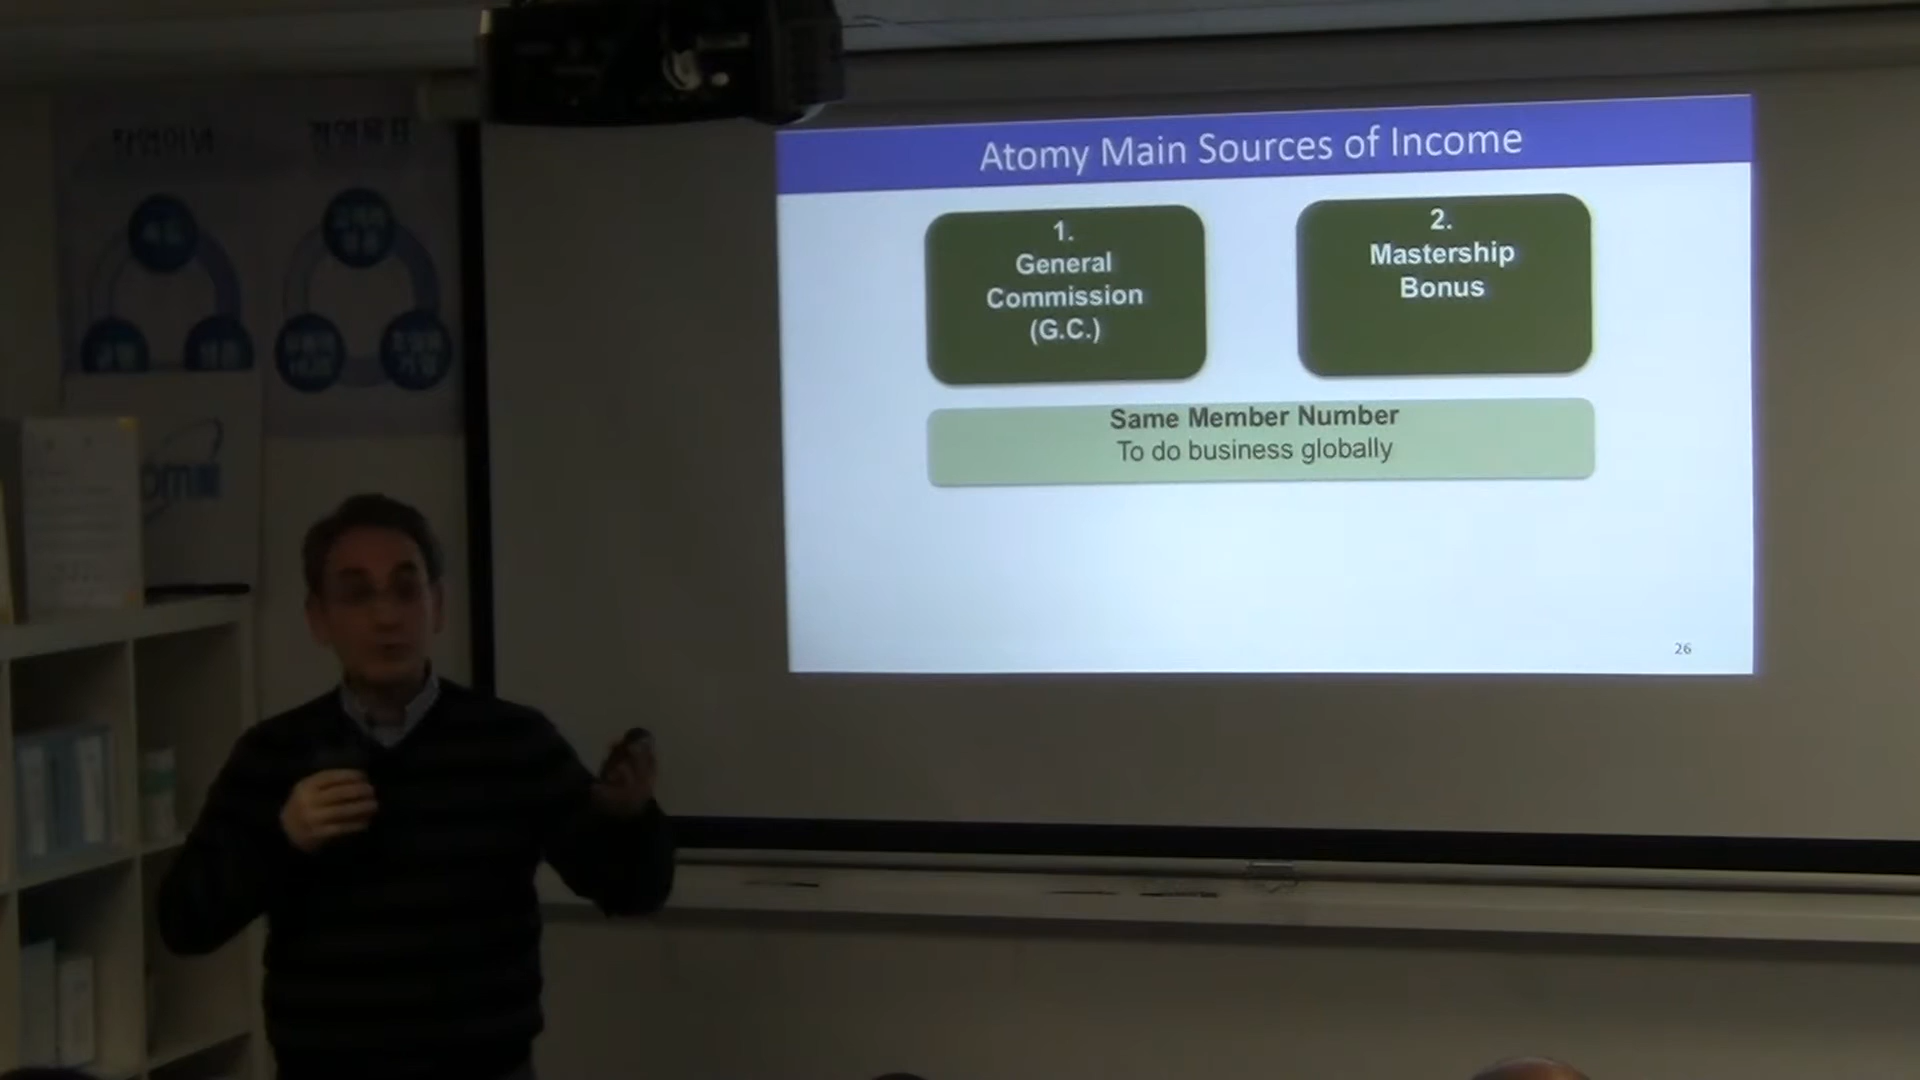 Atomy Main Sources of Income
1.
General
Commission
(G.C.)
2.
Mastership
Bonus
Same Member Number
To do business globally
26